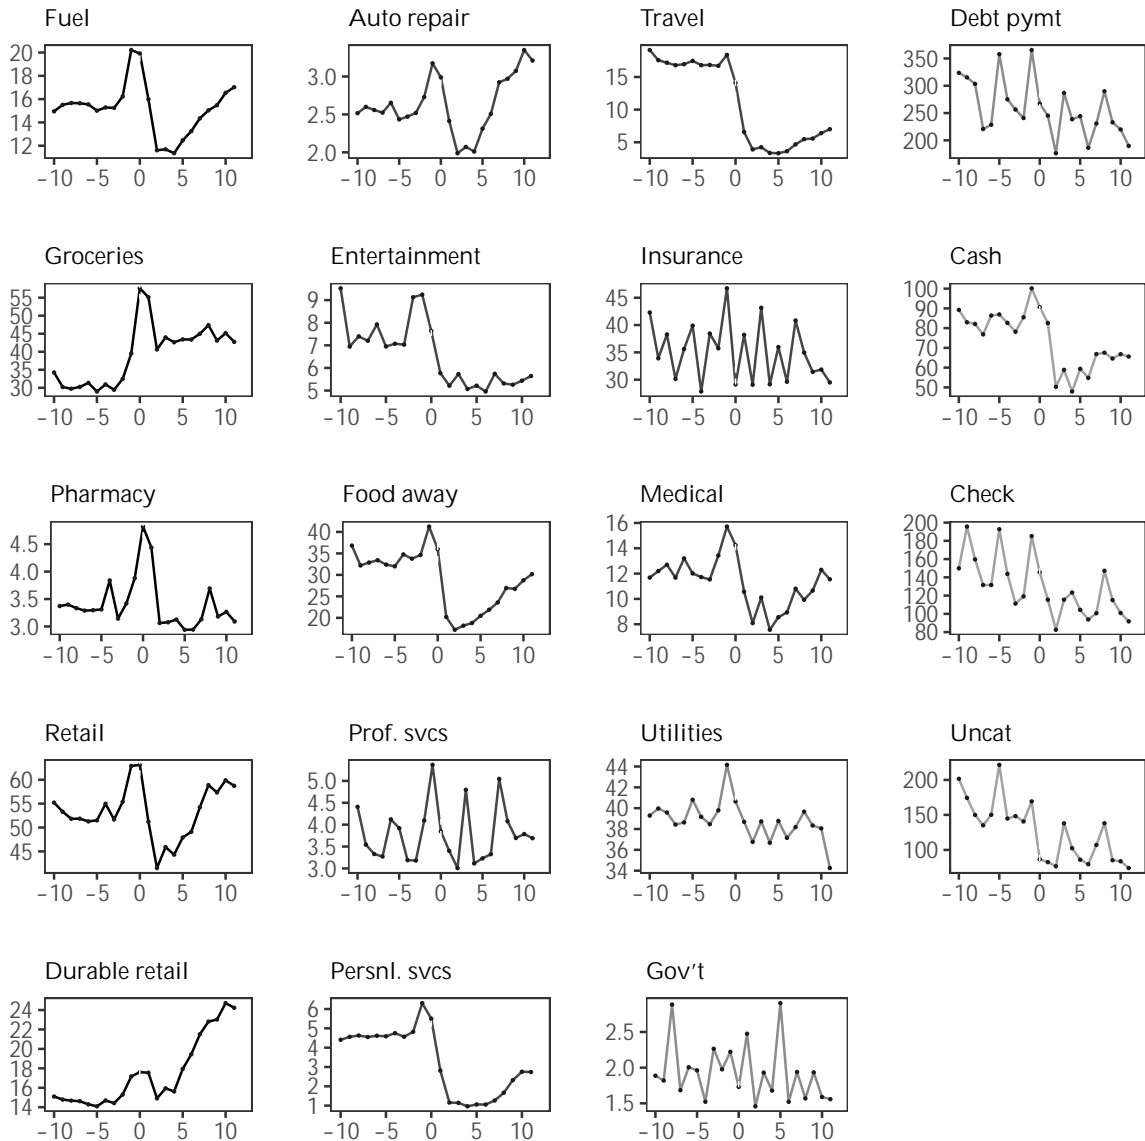 Fuel Auto repair Travel Debt pymt
20 18 16 14 12
3.0 2.5 2.0
15 10 5
350 300 250 200
−10 −5 0 5 10 −10 −5 0 5 10 −10 −5 0 5 10 −10 −5 0 5 10
Groceries Entertainment Insurance Cash
55 50 45 40 35 30
9 8 7 6 5
45 40 35 30
100 90 80 70 60 50
−10 −5 0 5 10 −10 −5 0 5 10 −10 −5 0 5 10 −10 −5 0 5 10
Pharmacy Food away Medical Check
4.5 4.0 3.5 3.0
40 35 30 25 20
16 14 12 10 8
200 180 160 140 120 100 80
−10 −5 0 5 10 −10 −5 0 5 10 −10 −5 0 5 10 −10 −5 0 5 10
Retail Prof. svcs Utilities Uncat
60 55 50 45
5.0 4.5 4.0 3.5 3.0
44 42 40 38 36 34
200 150 100
−10 −5 0 5 10 −10 −5 0 5 10 −10 −5 0 5 10 −10 −5 0 5 10
Durable retail Persnl. svcs Gov't
24 22 20 18 16 14
6 5 4 3 2 1
2.5 2.0 1.5
−10 −5 0 5 10 −10 −5 0 5 10 −10 −5 0 5 10